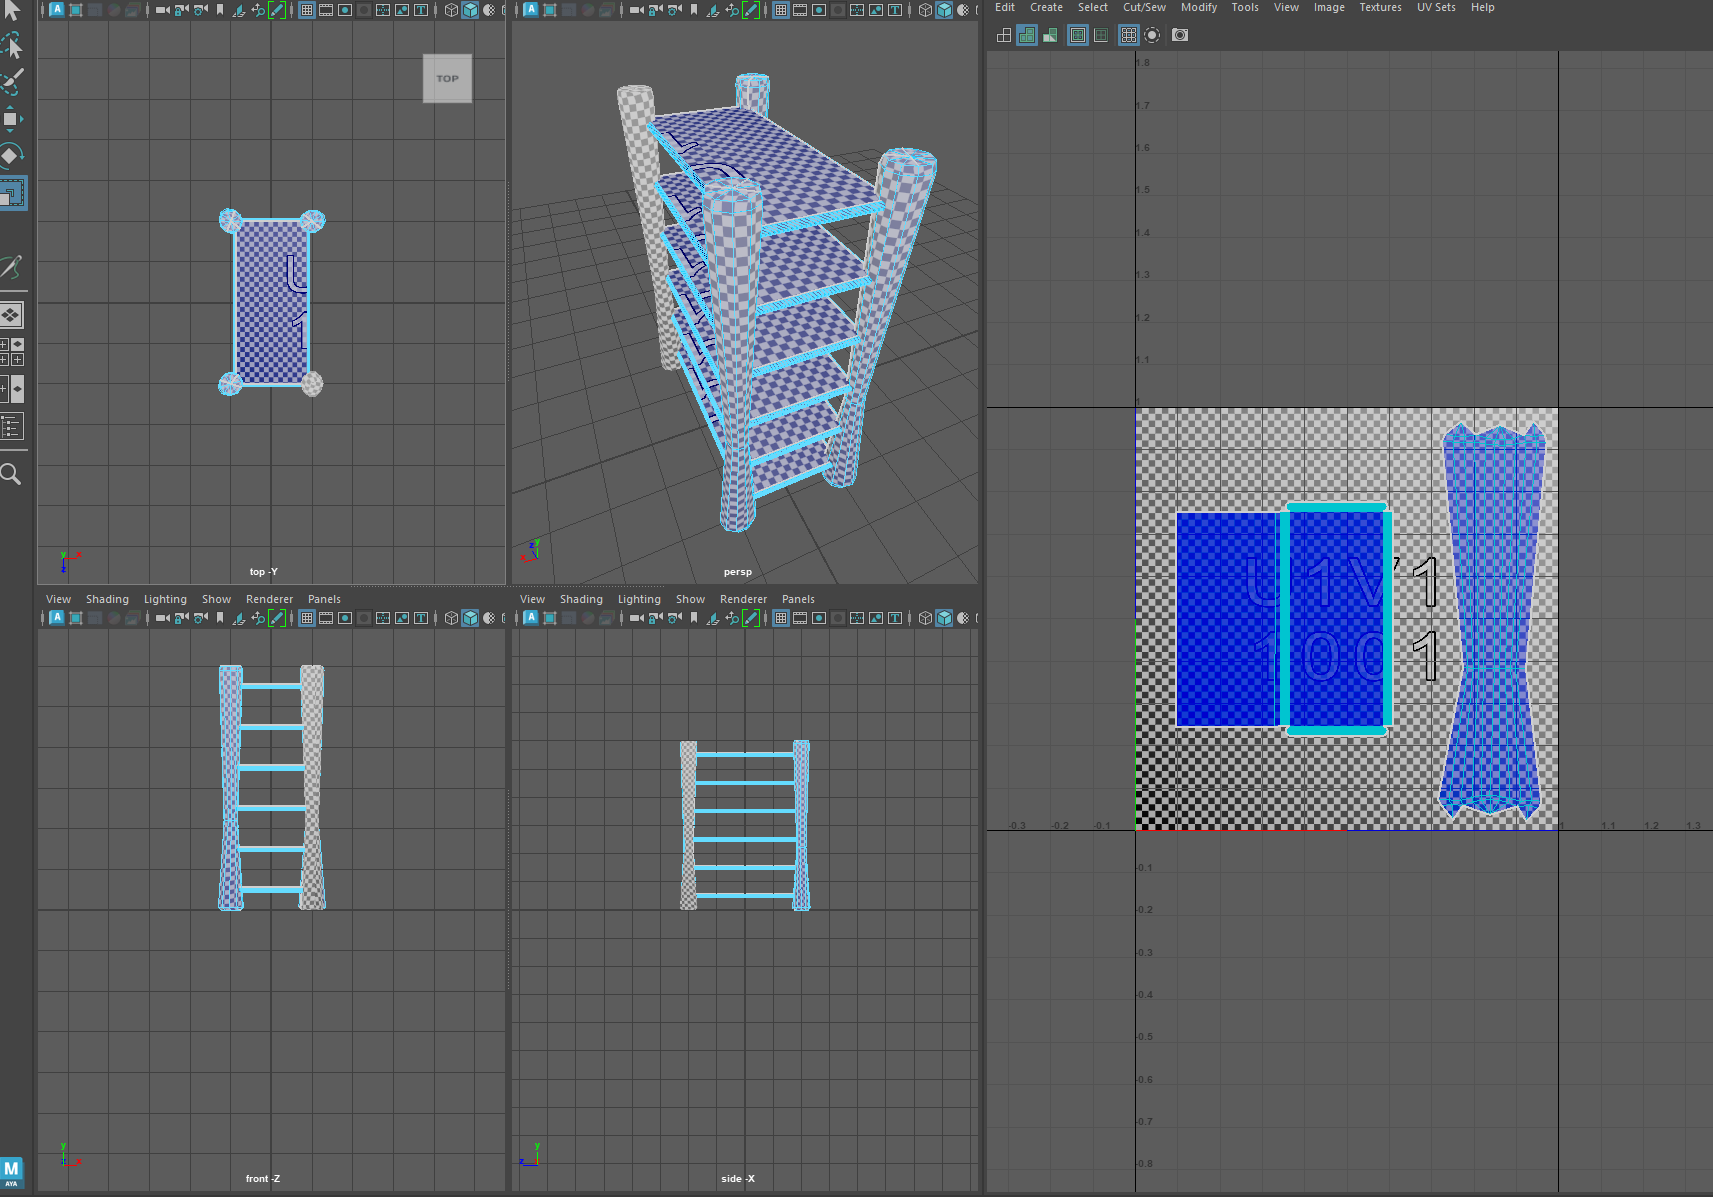 Edit Create Select Cut/Sew Modify Tools View Image Textures UV Sets Help
TOP
top -Y
persp
View Shading Lighting Show Renderer Panels
View Shading Lighting Show Renderer Panels
front -Z
side -X
1.8
1.7
1.6
1.5
1.4
1.3
1.2
1.1
1
U1V1
1001
-0.3 -0.2 -0.1 1 1.1 1.2 1.3
-0.1
-0.2
-0.3
-0.4
-0.5
-0.6
-0.7
-0.8
M
AYA